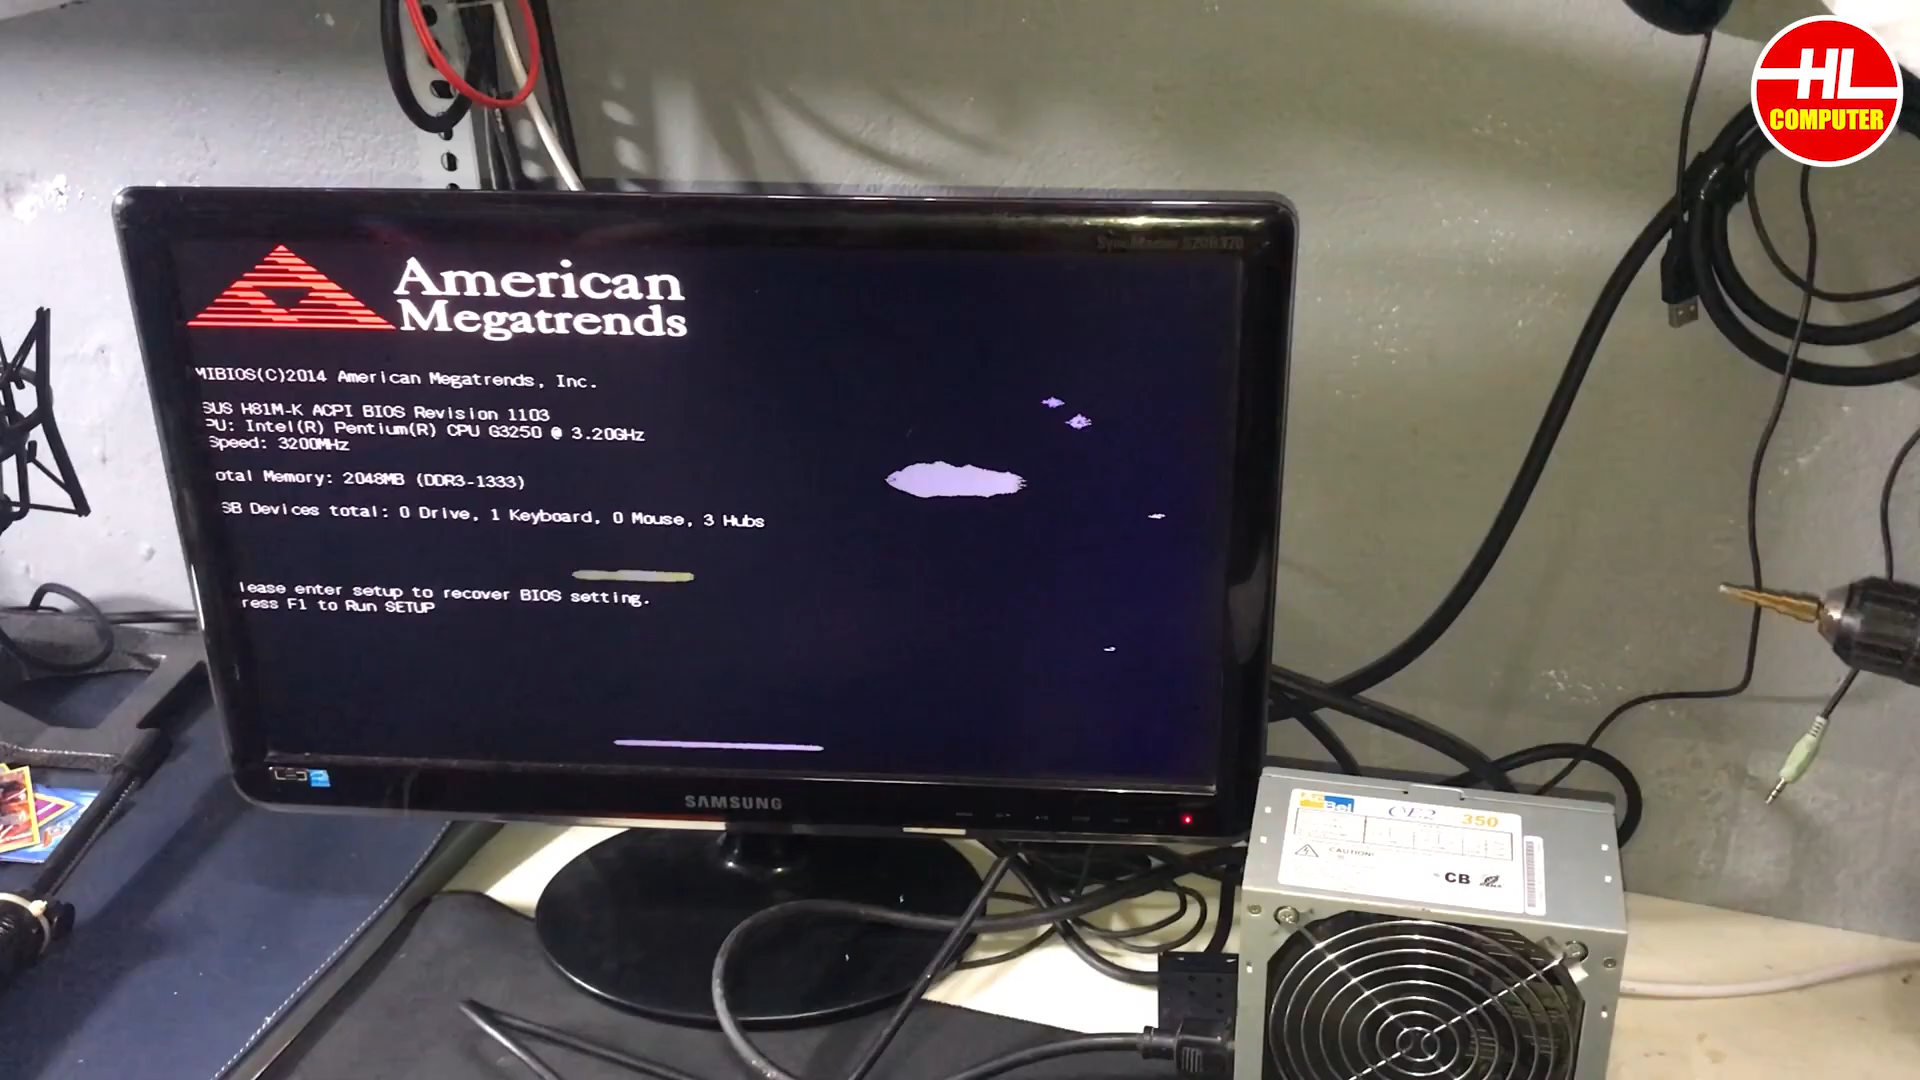 HL
COMPUTER
SyncMaster
American
Megatrends
MIBIOS(C)2014 American Megatrends, Inc.
SUS H81M-K ACPI BIOS Revision 1103
PU: Intel(R) Pentium(R) CPU G3250 @ 3.20GHz
Speed: 3200MHz
otal Memory: 2048MB (DDR3-1333)
SB Devices total: 0 Drive, 1 Keyboard, 0 Mouse, 3 Hubs
lease enter setup to recover BIOS setting.
ress F1 to Run SETUP
SAMSUNG
350
CAUTION!
CB